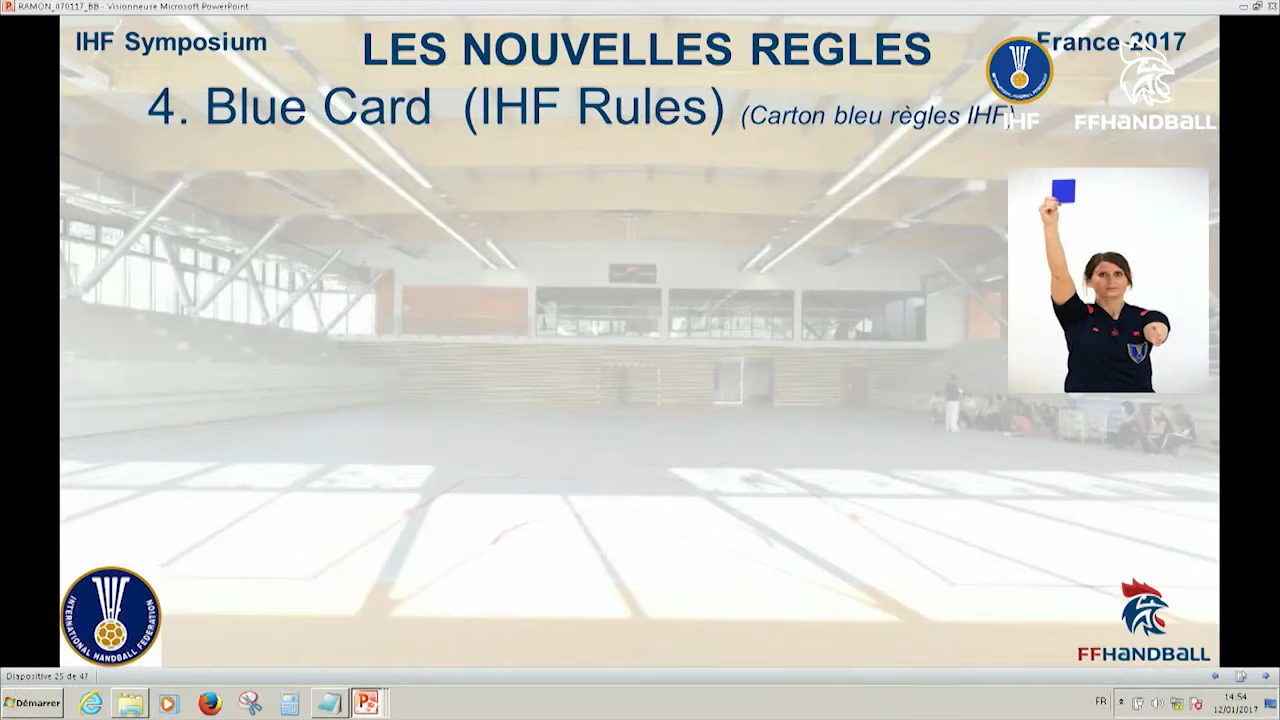 RAMON_070117_BB - Visionneuse Microsoft PowerPoint
IHF Symposium
LES NOUVELLES REGLES
France 2017
4. Blue Card (IHF Rules) (Carton bleu règles IHF)
IHF
FFHANDBALL
INTERNATIONAL HANDBALL FEDERATION
FFHANDBALL
Diapositive 25 de 47
Démarrer
FR
14:54
12/01/2017